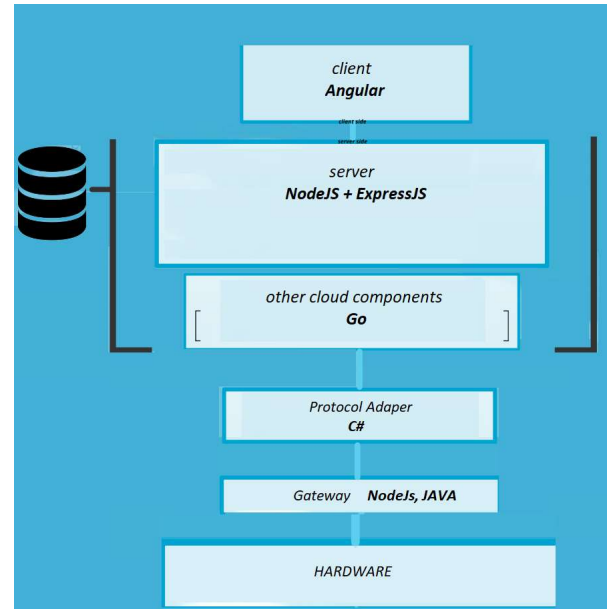 client
Angular
client side
server side
server
NodeJS + ExpressJS
other cloud components
Go
Protocol Adaper
C#
Gateway NodeJs, JAVA
HARDWARE